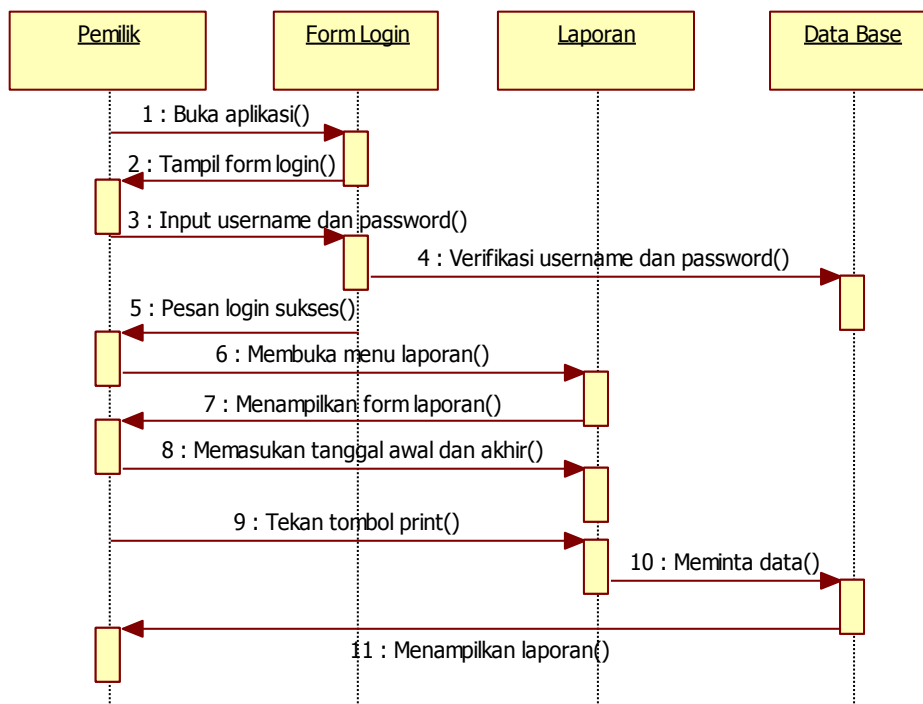 Pemilik
Form Login
Laporan
Data Base
1 : Buka aplikasi()
2 : Tampil form login()
3 : Input username dan password()
4 : Verifikasi username dan password()
5 : Pesan login sukses()
6 : Membuka menu laporan()
7 : Menampilkan form laporan()
8 : Memasukan tanggal awal dan akhir()
9 : Tekan tombol print()
10 : Meminta data()
11 : Menampilkan laporan()